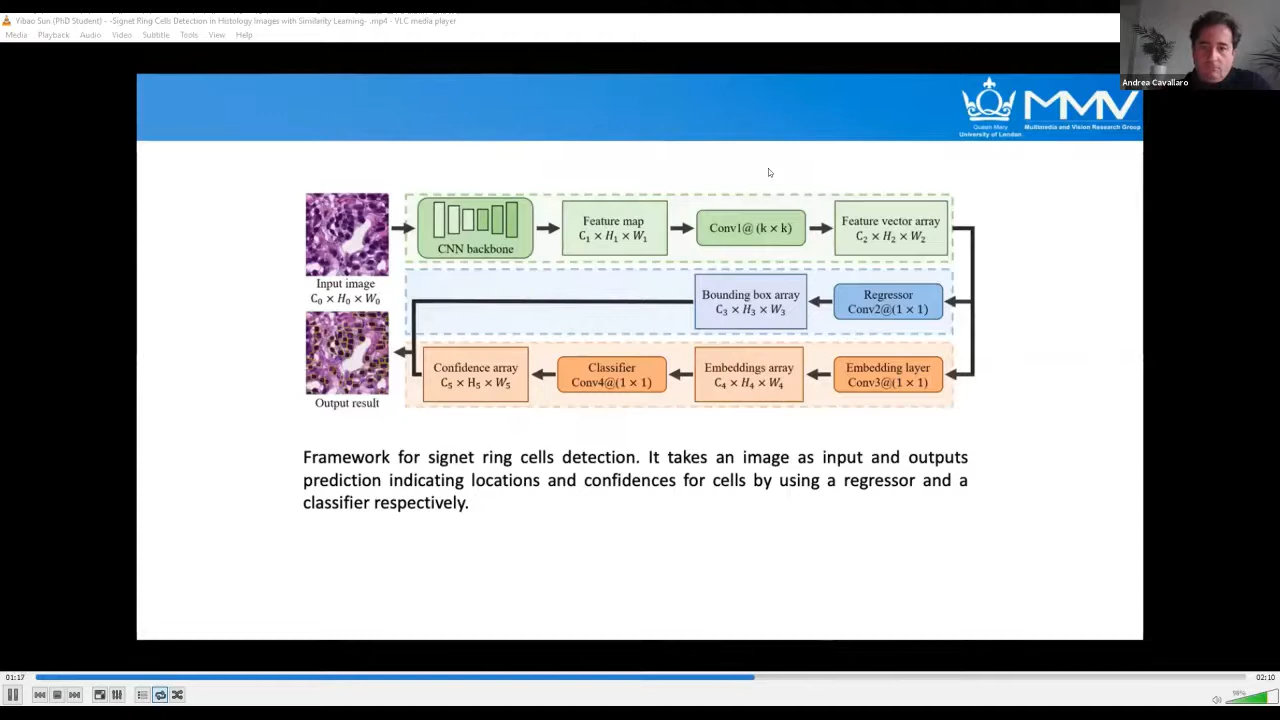 Yibao Sun (PhD Student) - -Signet Ring Cells Detection in Histology Images with Similarity Learning- .mp4 - VLC media player
Media Playback Audio Video Subtitle Tools View Help
Andrea Cavallaro
Queen Mary
University of London
MMV
Multimedia and Vision Research Group
CNN backbone
Feature map
C₁ × H₁ × W₁
Conv1@ (k × k)
Feature vector array
C₂ × H₂ × W₂
Input image
C₀ × H₀ × W₀
Bounding box array
C₃ × H₃ × W₃
Regressor
Conv2@(1 × 1)
Output result
Confidence array
C₅ × H₅ × W₅
Classifier
Conv4@(1 × 1)
Embeddings array
C₄ × H₄ × W₄
Embedding layer
Conv3@(1 × 1)
Framework for signet ring cells detection. It takes an image as input and outputs
prediction indicating locations and confidences for cells by using a regressor and a
classifier respectively.
01:17
02:10
98%